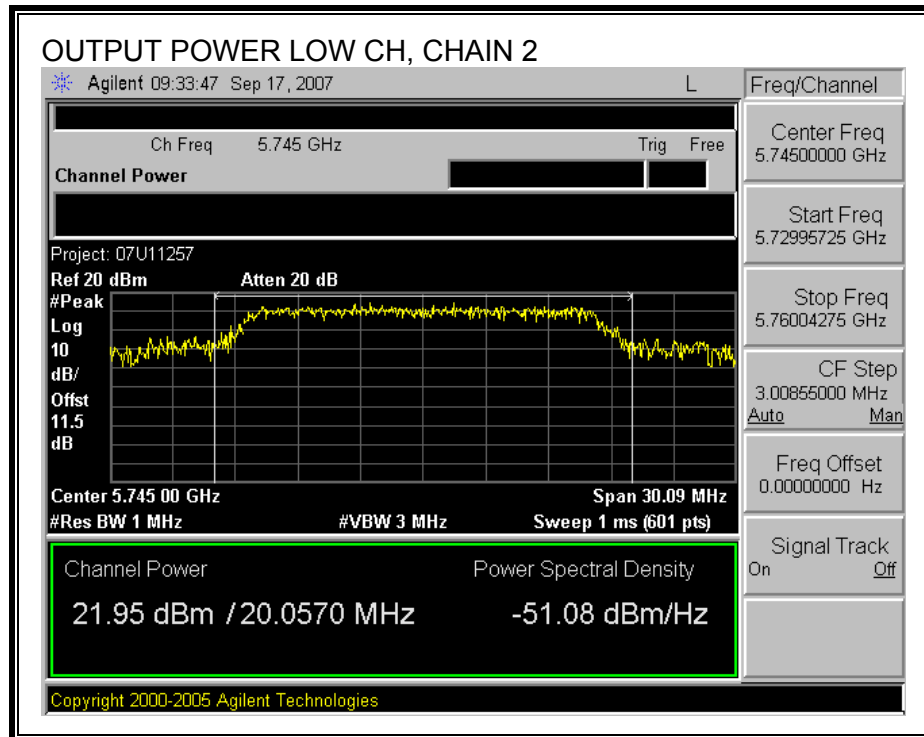 OUTPUT POWER LOW CH, CHAIN 2
Agilent 09:33:47 Sep 17, 2007 L
Freq/Channel
Ch Freq 5.745 GHz Trig Free
Channel Power
Center Freq
5.74500000 GHz
Start Freq
5.72995725 GHz
Stop Freq
5.76004275 GHz
CF Step
3.00855000 MHz
Auto Man
Freq Offset
0.00000000 Hz
Signal Track
On Off
Project: 07U11257
Ref 20 dBm Atten 20 dB
#Peak
Log
10
dB/
Offst
11.5
dB
Center 5.745 00 GHz Span 30.09 MHz
#Res BW 1 MHz #VBW 3 MHz Sweep 1 ms (601 pts)
Channel Power Power Spectral Density
21.95 dBm / 20.0570 MHz -51.08 dBm/Hz
Copyright 2000-2005 Agilent Technologies